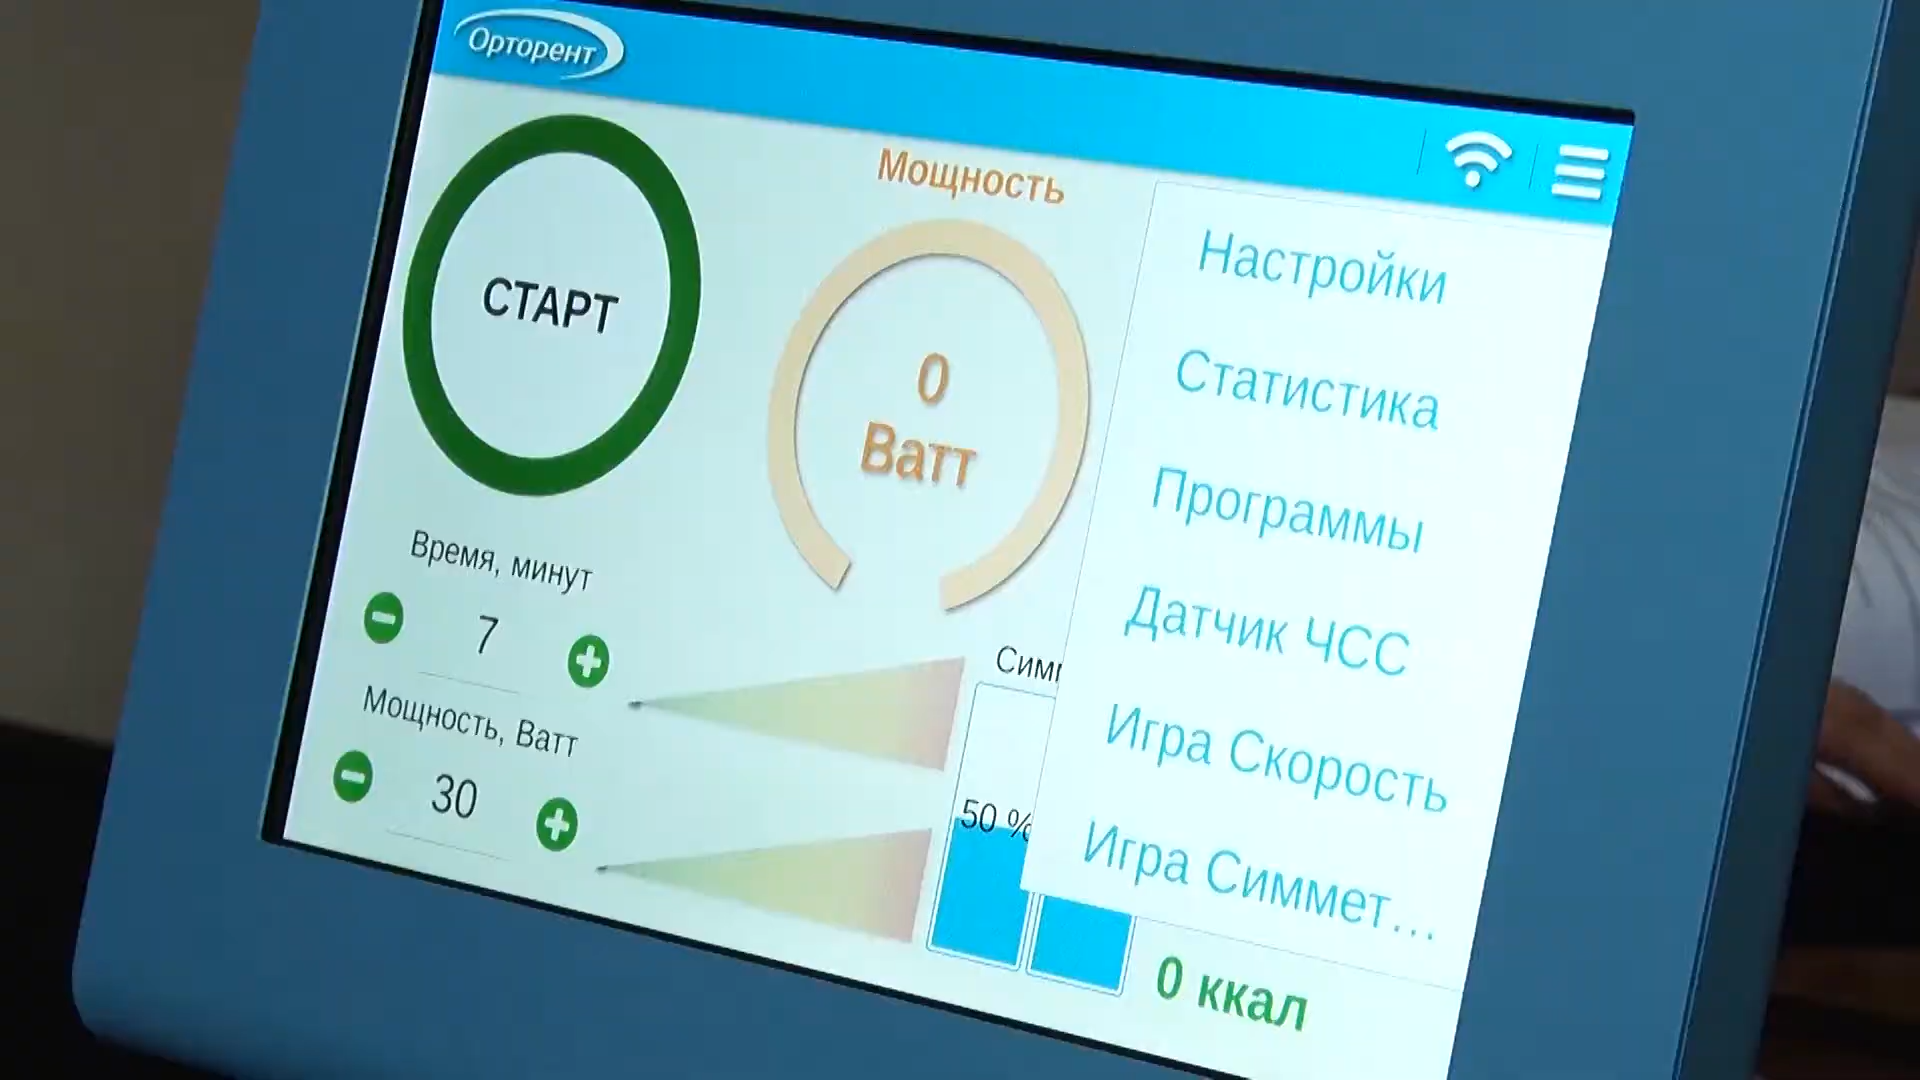 Орторент
СТАРТ
Мощность
0
Ватт
Время, минут
7
Мощность, Ватт
30
50 %
0 ккал
Настройки
Статистика
Программы
Датчик ЧСС
Игра Скорость
Игра Симмет...